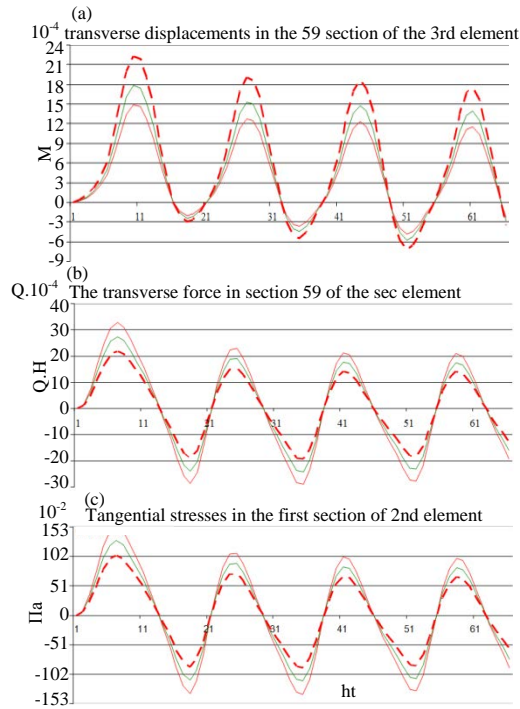 (a)
10-4 transverse displacements in the 59 section of the 3rd element
24
21
18
15
12
9
6
3
0
-3
-6
-9
M
1 11 21 31 41 51 61
(b)
Q.10-4 The transverse force in section 59 of the sec element
40
30
20
10
0
-10
-20
-30
Q.H
1 11 21 31 41 51 61
(c)
10-2 Tangential stresses in the first section of 2nd element
153
102
51
0
-51
-102
-153
Па
1 11 21 31 41 51 61
ht